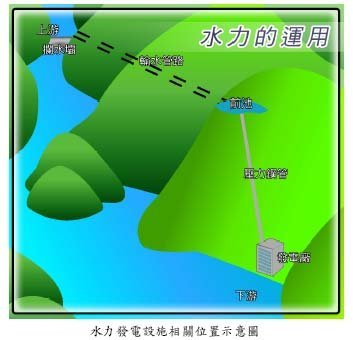 水力的運用
上游
攔水壩
輸水管路
前池
壓力鋼管
發電廠
下游
水力發電設施相關位置示意圖